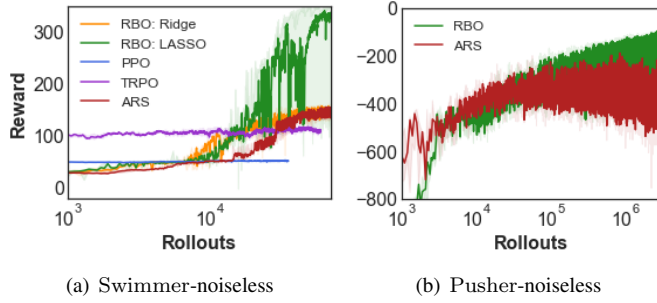 Reward
300
200
100
0
RBO: Ridge
RBO: LASSO
PPO
TRPO
ARS
10^3
10^4
Rollouts
0
−200
−400
−600
−800
RBO
ARS
10^3
10^4
10^5
10^6
Rollouts
(a) Swimmer-noiseless
(b) Pusher-noiseless